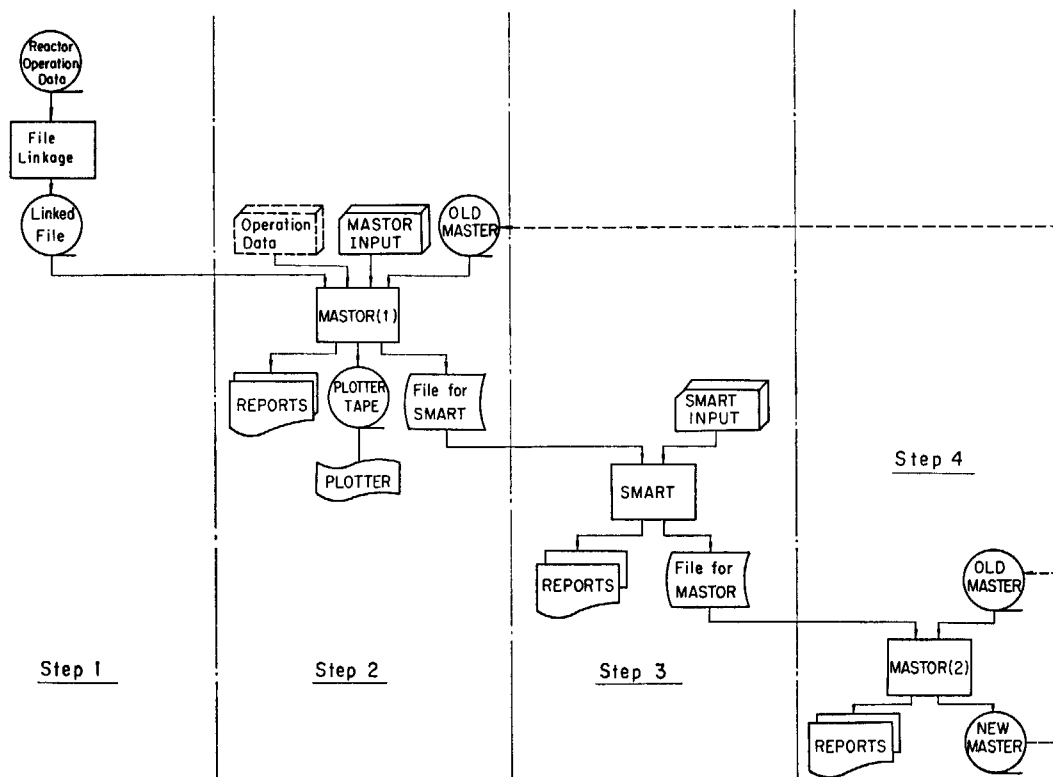 Reactor
Operation
Data
File
Linkage
Linked
File
Step 1
Operation
Data
MASTOR
INPUT
OLD
MASTER
MASTOR(1)
REPORTS
PLOTTER
TAPE
File for
SMART
PLOTTER
Step 2
SMART
INPUT
SMART
REPORTS
File for
MASTOR
Step 3
Step 4
OLD
MASTER
MASTOR(2)
REPORTS
NEW
MASTER